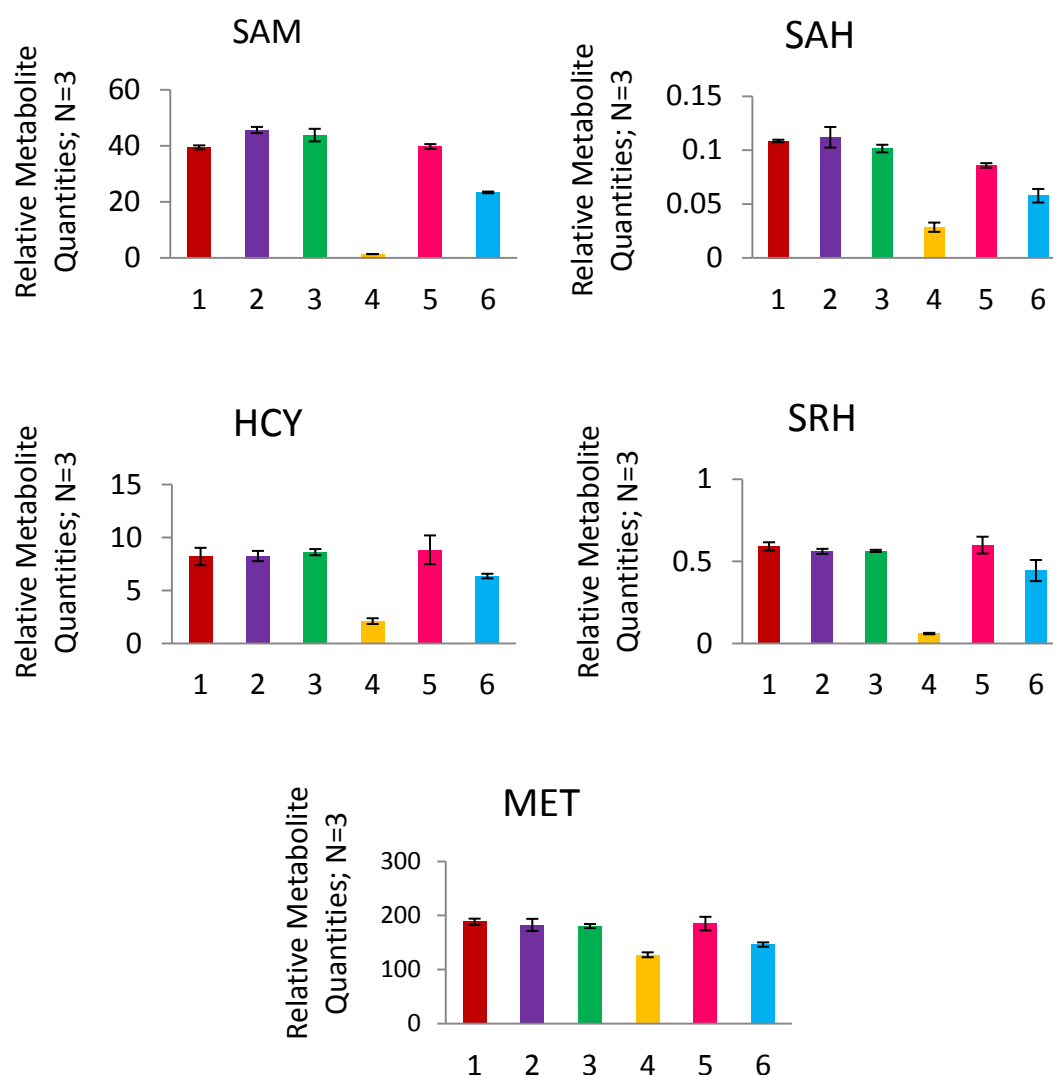 SAM
Relative Metabolite
Quantities; N=3
60
40
20
0
1 2 3 4 5 6
SAH
Relative Metabolite
Quantities; N=3
0.15
0.1
0.05
0
1 2 3 4 5 6
HCY
Relative Metabolite
Quantities; N=3
15
10
5
0
1 2 3 4 5 6
SRH
Relative Metabolite
Quantities; N=3
1
0.5
0
1 2 3 4 5 6
MET
Relative Metabolite
Quantities; N=3
300
200
100
0
1 2 3 4 5 6